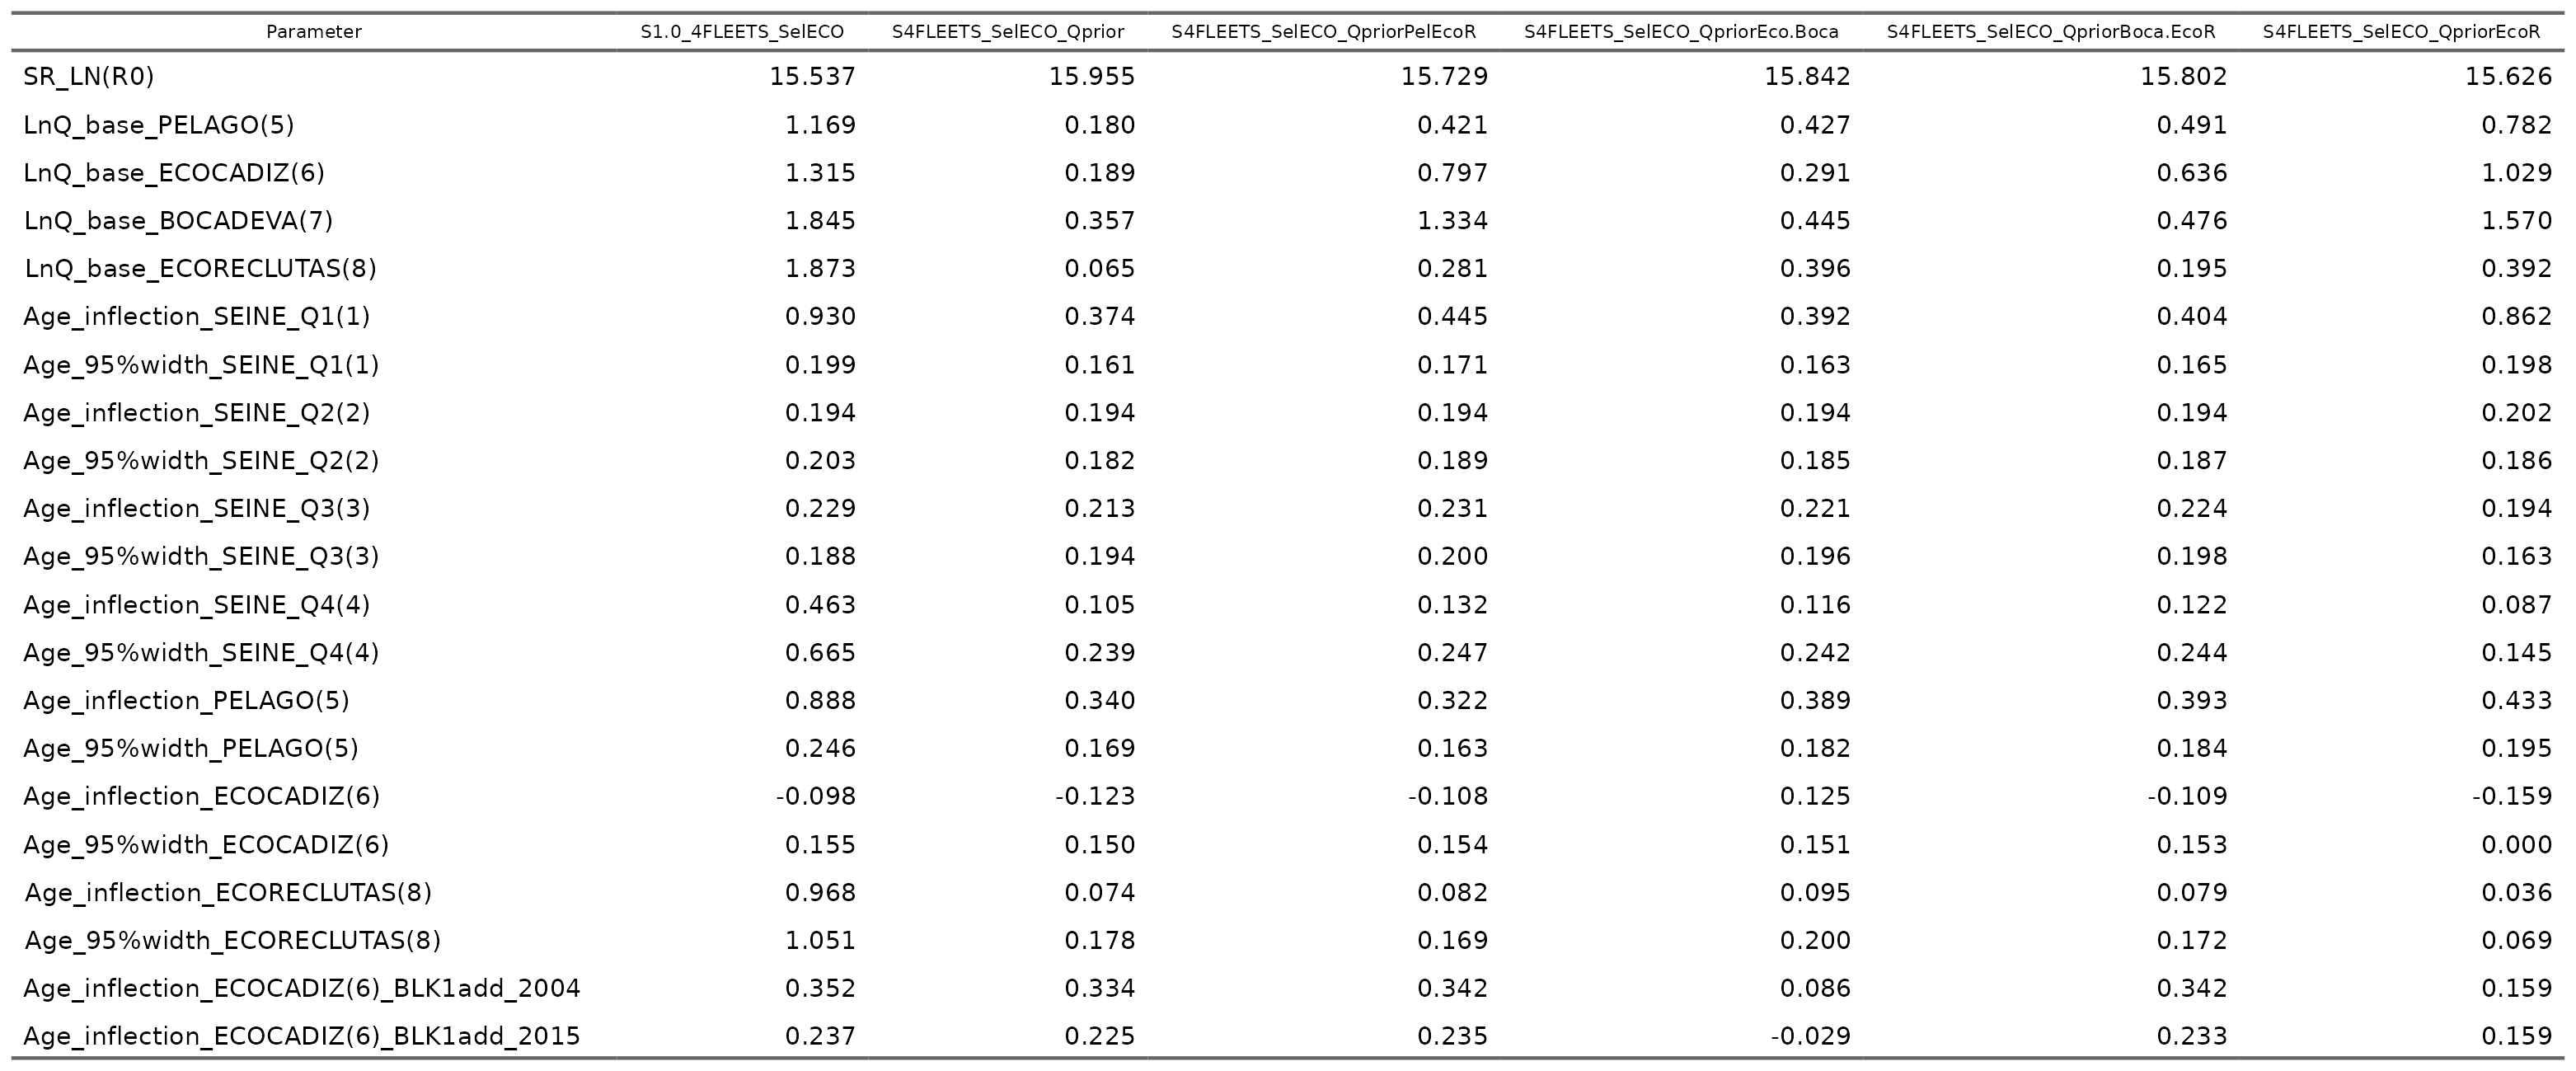 Parameter S1.0_4FLEETS_SelECO S4FLEETS_SelECO_Qprior S4FLEETS_SelECO_QpriorPelEcoR S4FLEETS_SelECO_QpriorEco.Boca S4FLEETS_SelECO_QpriorBoca.EcoR S4FLEETS_SelECO_QpriorEcoR
SR_LN(R0) 15.537 15.955 15.729 15.842 15.802 15.626
LnQ_base_PELAGO(5) 1.169 0.180 0.421 0.427 0.491 0.782
LnQ_base_ECOCADIZ(6) 1.315 0.189 0.797 0.291 0.636 1.029
LnQ_base_BOCADEVA(7) 1.845 0.357 1.334 0.445 0.476 1.570
LnQ_base_ECORECLUTAS(8) 1.873 0.065 0.281 0.396 0.195 0.392
Age_inflection_SEINE_Q1(1) 0.930 0.374 0.445 0.392 0.404 0.862
Age_95%width_SEINE_Q1(1) 0.199 0.161 0.171 0.163 0.165 0.198
Age_inflection_SEINE_Q2(2) 0.194 0.194 0.194 0.194 0.194 0.202
Age_95%width_SEINE_Q2(2) 0.203 0.182 0.189 0.185 0.187 0.186
Age_inflection_SEINE_Q3(3) 0.229 0.213 0.231 0.221 0.224 0.194
Age_95%width_SEINE_Q3(3) 0.188 0.194 0.200 0.196 0.198 0.163
Age_inflection_SEINE_Q4(4) 0.463 0.105 0.132 0.116 0.122 0.087
Age_95%width_SEINE_Q4(4) 0.665 0.239 0.247 0.242 0.244 0.145
Age_inflection_PELAGO(5) 0.888 0.340 0.322 0.389 0.393 0.433
Age_95%width_PELAGO(5) 0.246 0.169 0.163 0.182 0.184 0.195
Age_inflection_ECOCADIZ(6) -0.098 -0.123 -0.108 0.125 -0.109 -0.159
Age_95%width_ECOCADIZ(6) 0.155 0.150 0.154 0.151 0.153 0.000
Age_inflection_ECORECLUTAS(8) 0.968 0.074 0.082 0.095 0.079 0.036
Age_95%width_ECORECLUTAS(8) 1.051 0.178 0.169 0.200 0.172 0.069
Age_inflection_ECOCADIZ(6)_BLK1add_2004 0.352 0.334 0.342 0.086 0.342 0.159
Age_inflection_ECOCADIZ(6)_BLK1add_2015 0.237 0.225 0.235 -0.029 0.233 0.159